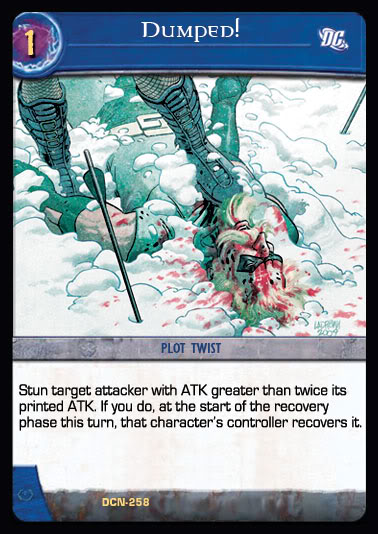 Dumped!
1
DC
PLOT TWIST
Stun target attacker with ATK greater than twice its
printed ATK. If you do, at the start of the recovery
phase this turn, that character's controller recovers it.
DCN-258